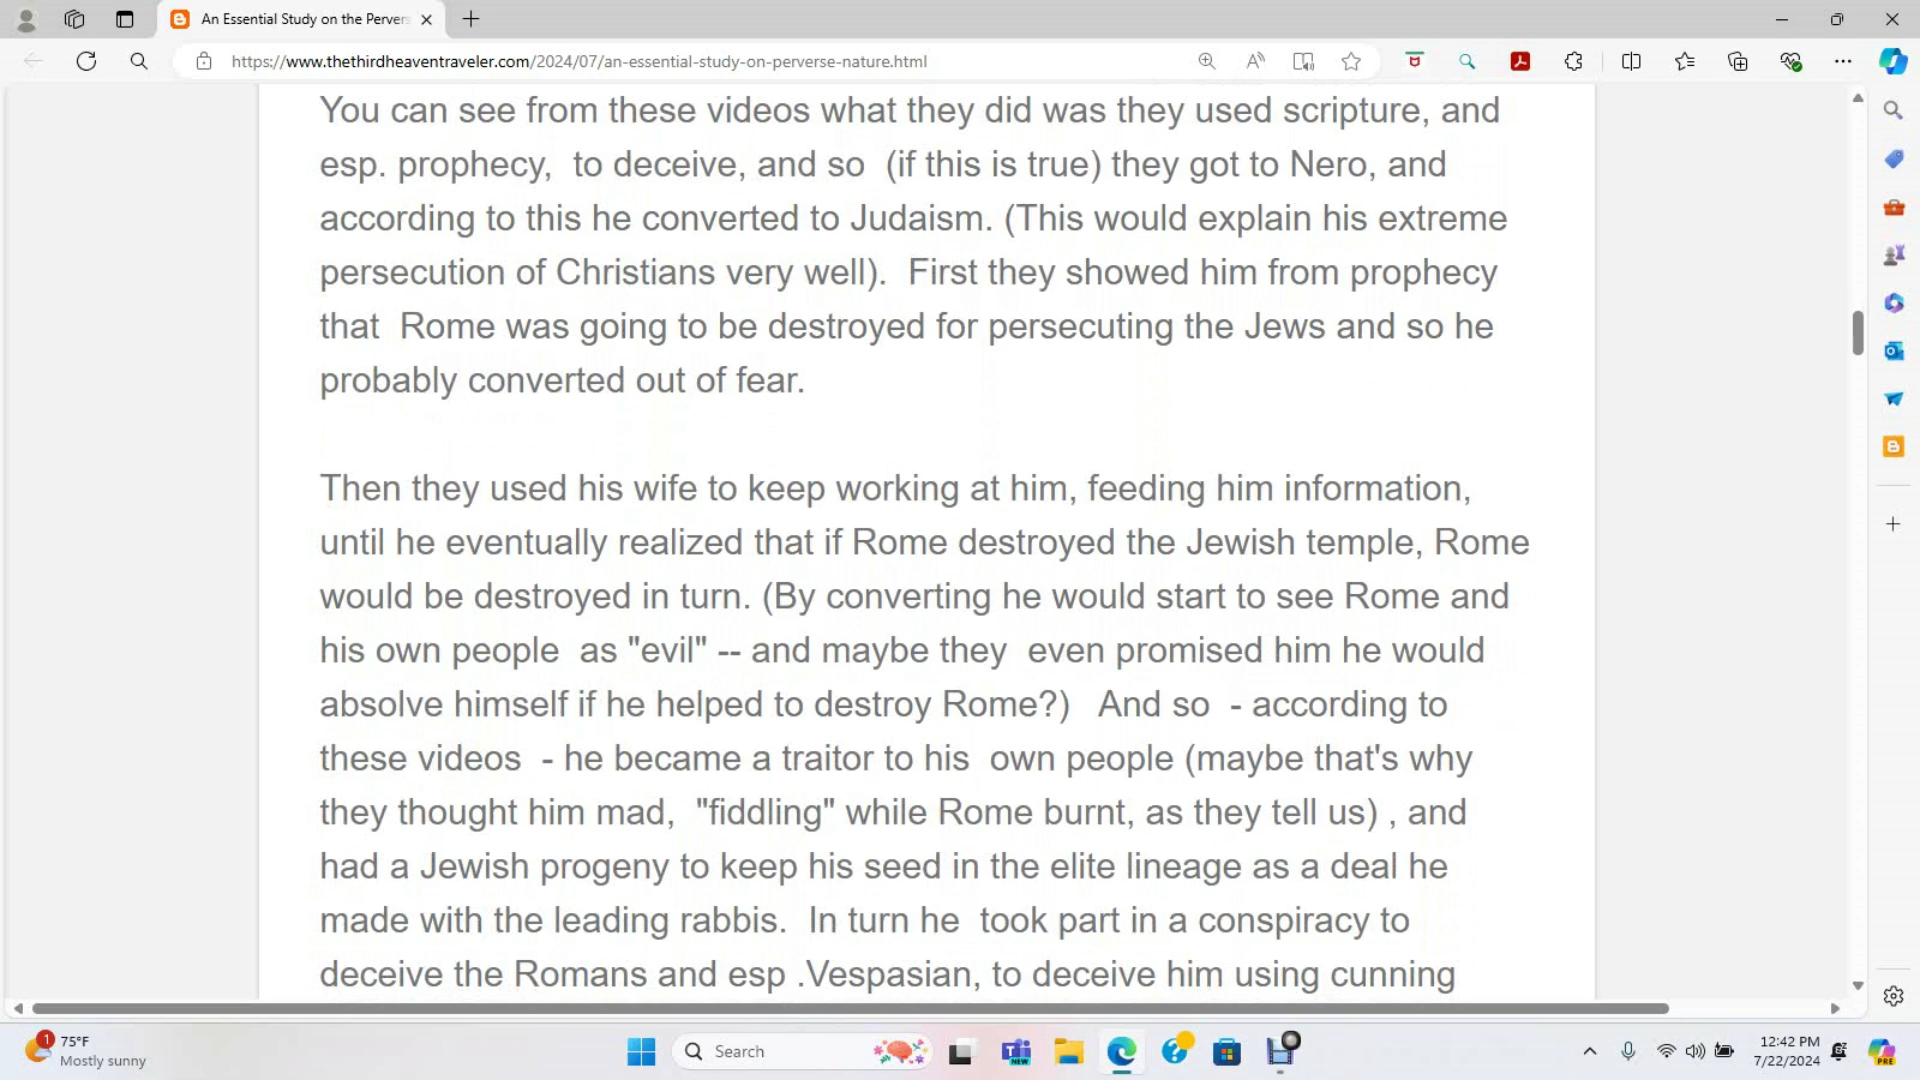 An Essential Study on the Pervers
https://www.thethirdheaventraveler.com/2024/07/an-essential-study-on-perverse-nature.html
You can see from these videos what they did was they used scripture, and
esp. prophecy,  to deceive, and so  (if this is true) they got to Nero, and
according to this he converted to Judaism. (This would explain his extreme
persecution of Christians very well).  First they showed him from prophecy
that  Rome was going to be destroyed for persecuting the Jews and so he
probably converted out of fear.
Then they used his wife to keep working at him, feeding him information,
until he eventually realized that if Rome destroyed the Jewish temple, Rome
would be destroyed in turn. (By converting he would start to see Rome and
his own people  as "evil" -- and maybe they  even promised him he would
absolve himself if he helped to destroy Rome?)   And so  - according to
these videos  - he became a traitor to his  own people (maybe that's why
they thought him mad,  "fiddling" while Rome burnt, as they tell us) , and
had a Jewish progeny to keep his seed in the elite lineage as a deal he
made with the leading rabbis.  In turn he  took part in a conspiracy to
deceive the Romans and esp .Vespasian, to deceive him using cunning
1
75°F
Mostly sunny
Search
NEW
12:42 PM
7/22/2024
PRE